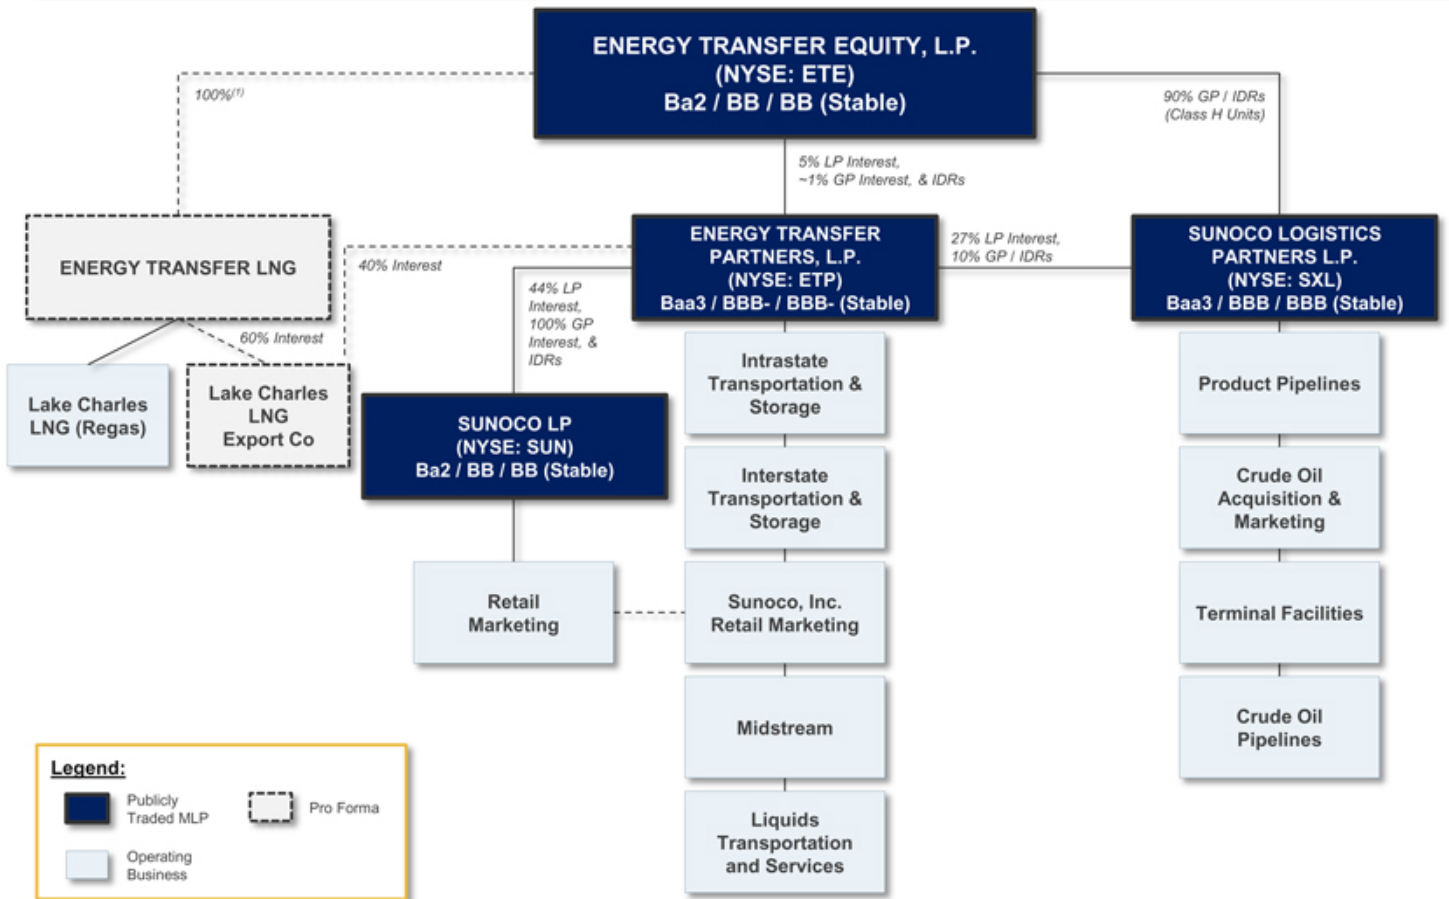 ENERGY TRANSFER EQUITY, L.P.
(NYSE: ETE)
Ba2 / BB / BB (Stable)
100%(1)
90% GP / IDRs
(Class H Units)
5% LP Interest,
~1% GP Interest, & IDRs
ENERGY TRANSFER LNG
40% Interest
ENERGY TRANSFER
PARTNERS, L.P.
(NYSE: ETP)
Baa3 / BBB- / BBB- (Stable)
27% LP Interest,
10% GP / IDRs
SUNOCO LOGISTICS
PARTNERS L.P.
(NYSE: SXL)
Baa3 / BBB / BBB (Stable)
44% LP
Interest,
100% GP
Interest, &
IDRs
60% Interest
Lake Charles
LNG (Regas)
Lake Charles
LNG
Export Co
SUNOCO LP
(NYSE: SUN)
Ba2 / BB / BB (Stable)
Retail
Marketing
Intrastate
Transportation &
Storage
Interstate
Transportation &
Storage
Sunoco, Inc.
Retail Marketing
Midstream
Liquids
Transportation
and Services
Product Pipelines
Crude Oil
Acquisition &
Marketing
Terminal Facilities
Crude Oil
Pipelines
Legend:
Publicly
Traded MLP
Pro Forma
Operating
Business